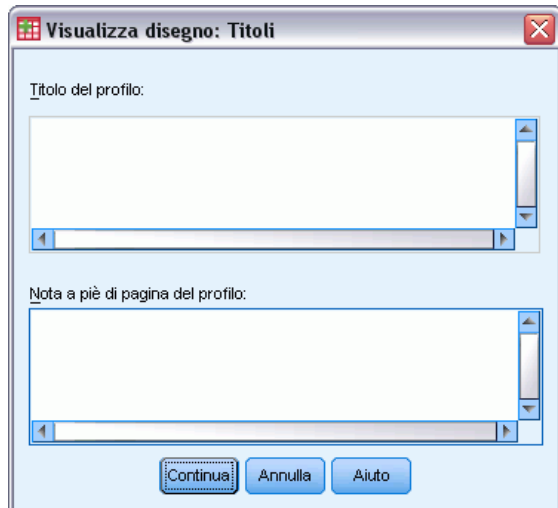 Visualizza disegno: Titoli
Titolo del profilo:
Nota a piè di pagina del profilo:
Continua Annulla Aiuto